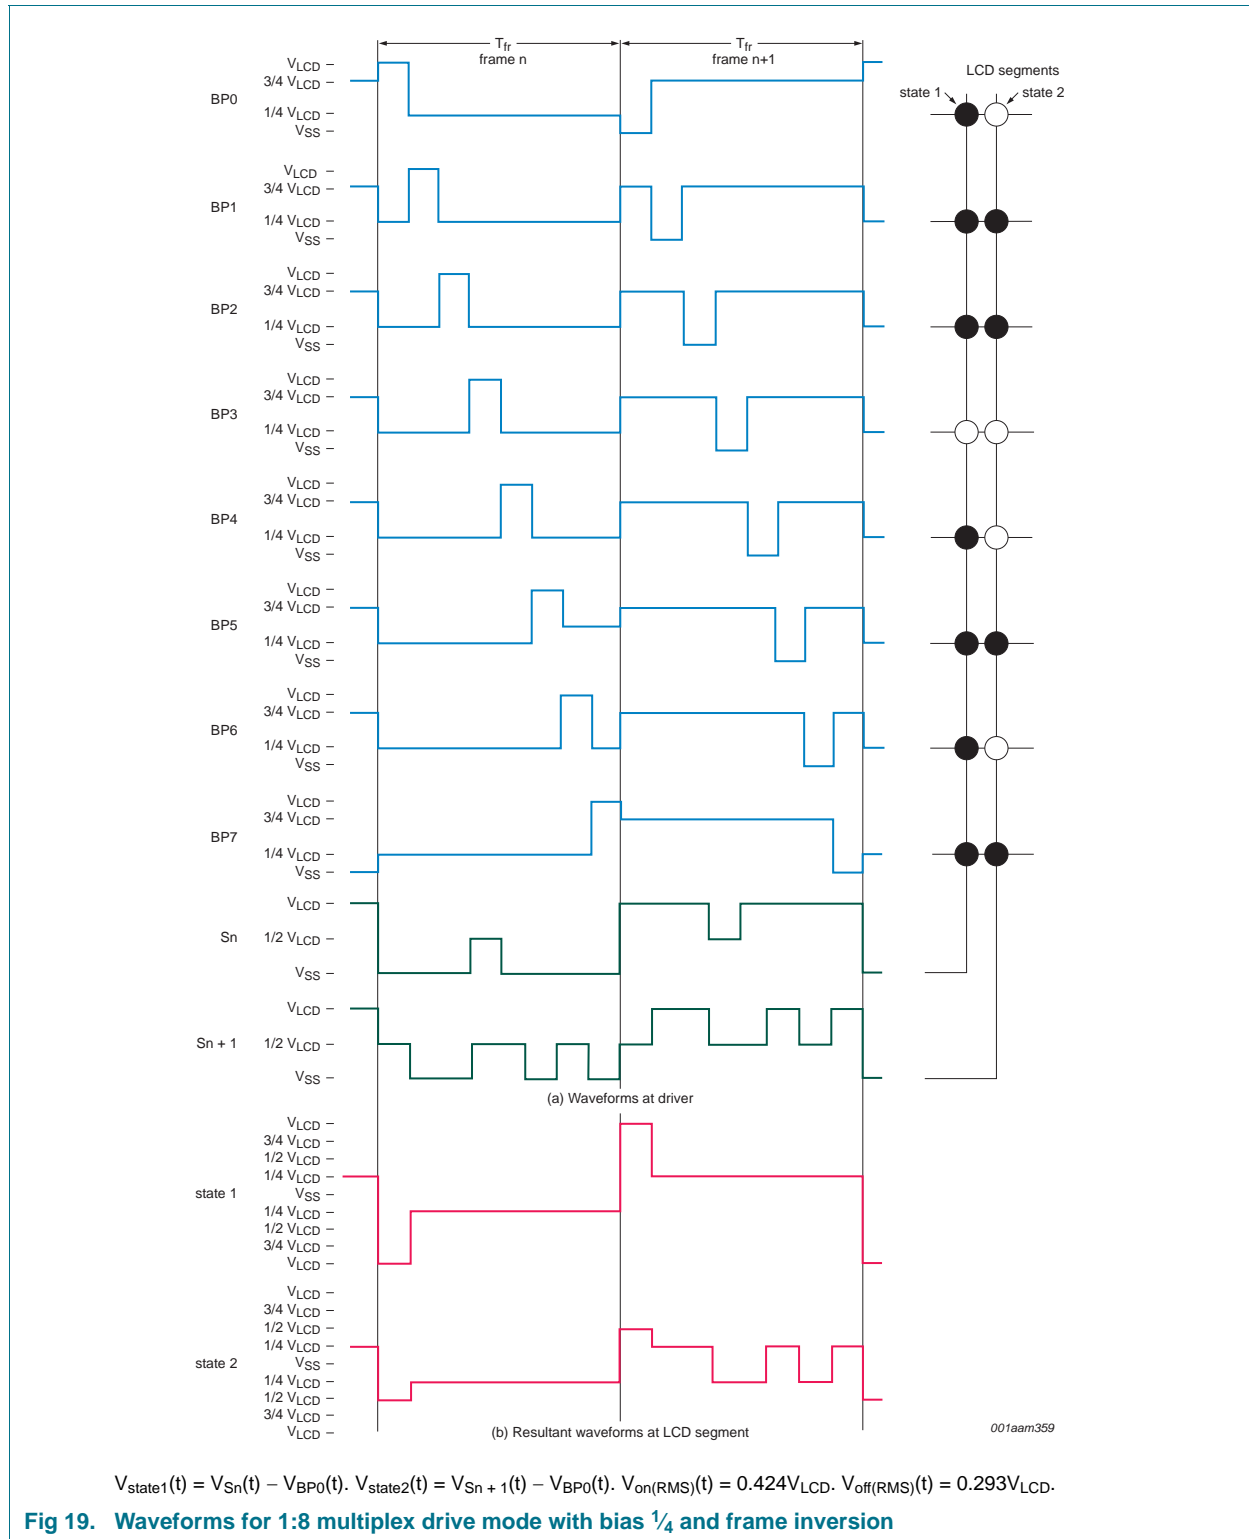 Tfr
Tfr
frame n
frame n+1
VLCD
3/4 VLCD
BP0
1/4 VLCD
VSS
LCD segments
state 1
state 2
VLCD
3/4 VLCD
BP1
1/4 VLCD
VSS
VLCD
3/4 VLCD
BP2
1/4 VLCD
VSS
VLCD
3/4 VLCD
BP3
1/4 VLCD
VSS
VLCD
3/4 VLCD
BP4
1/4 VLCD
VSS
VLCD
3/4 VLCD
BP5
1/4 VLCD
VSS
VLCD
3/4 VLCD
BP6
1/4 VLCD
VSS
VLCD
3/4 VLCD
BP7
1/4 VLCD
VSS
VLCD
Sn
1/2 VLCD
VSS
VLCD
Sn + 1
1/2 VLCD
VSS
(a) Waveforms at driver
VLCD
3/4 VLCD
1/2 VLCD
1/4 VLCD
state 1
VSS
1/4 VLCD
1/2 VLCD
3/4 VLCD
VLCD
VLCD
3/4 VLCD
1/2 VLCD
1/4 VLCD
state 2
VSS
1/4 VLCD
1/2 VLCD
3/4 VLCD
VLCD
(b) Resultant waveforms at LCD segment
001aam359
Vstate1(t) = VSn(t) − VBP0(t). Vstate2(t) = VSn + 1(t) − VBP0(t). Von(RMS)(t) = 0.424VLCD. Voff(RMS)(t) = 0.293VLCD.
Fig 19. Waveforms for 1:8 multiplex drive mode with bias 1⁄4 and frame inversion